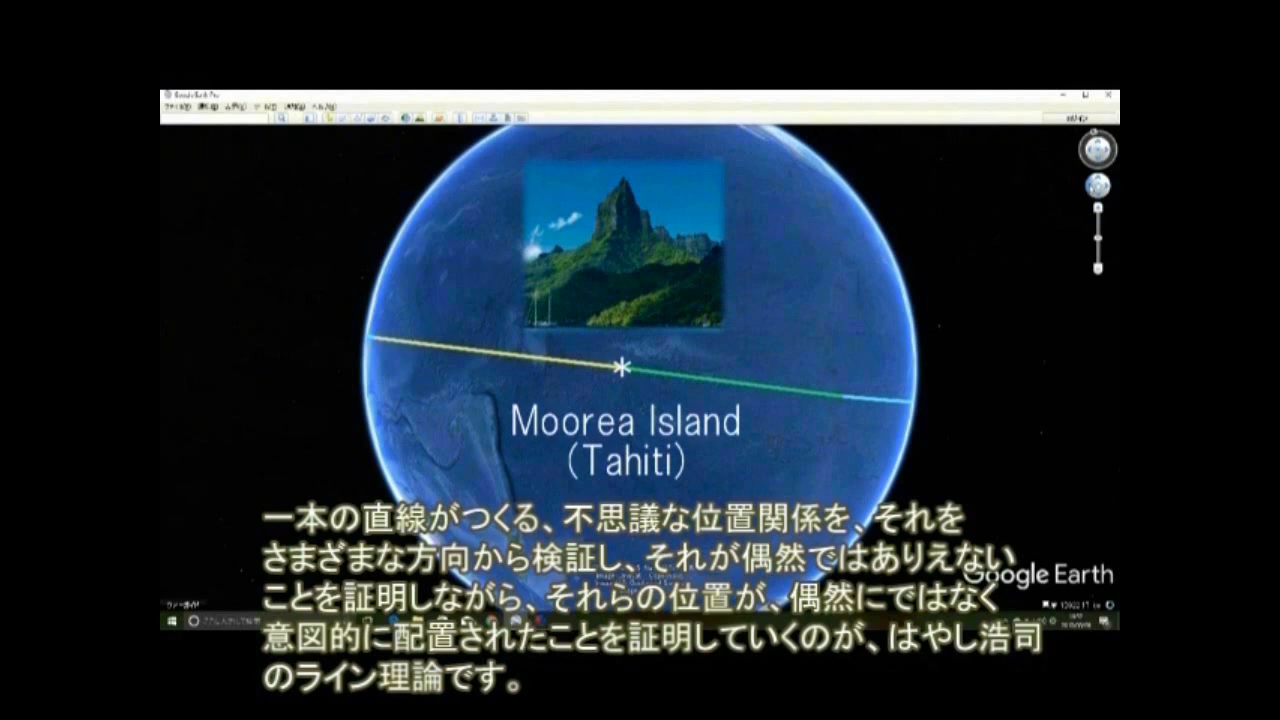 Google Earth Pro
Moorea Island
(Tahiti)
一本の直線がつくる、不思議な位置関係を、それを
さまざまな方向から検証し、それが偶然ではありえない
Google Earth
ことを証明しながら、それらの位置が、偶然にではなく
意図的に配置されたことを証明していくのが、はやし浩司
のライン理論です。